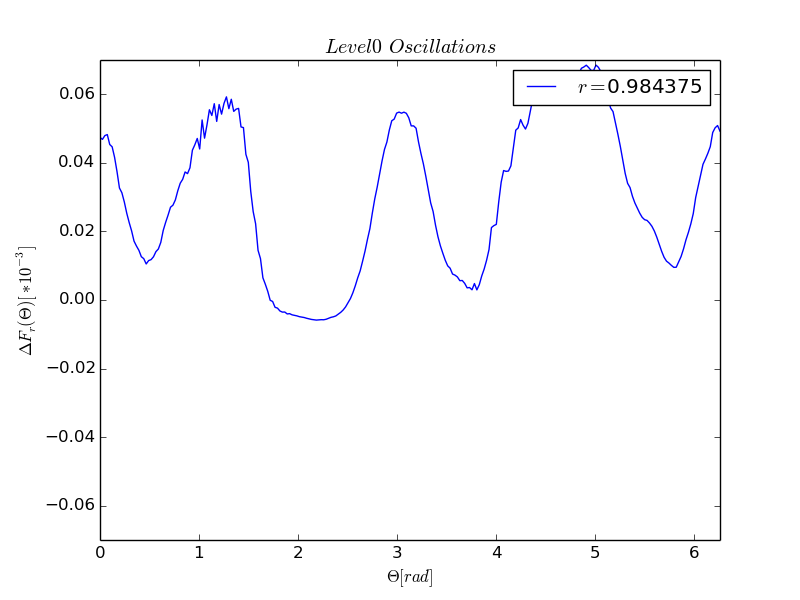 Level0 Oscillations
r=0.984375
0.06
0.04
0.02
0.00
−0.02
−0.04
−0.06
ΔF_r(Θ)[*10^{-3}]
0 1 2 3 4 5 6
Θ[rad]